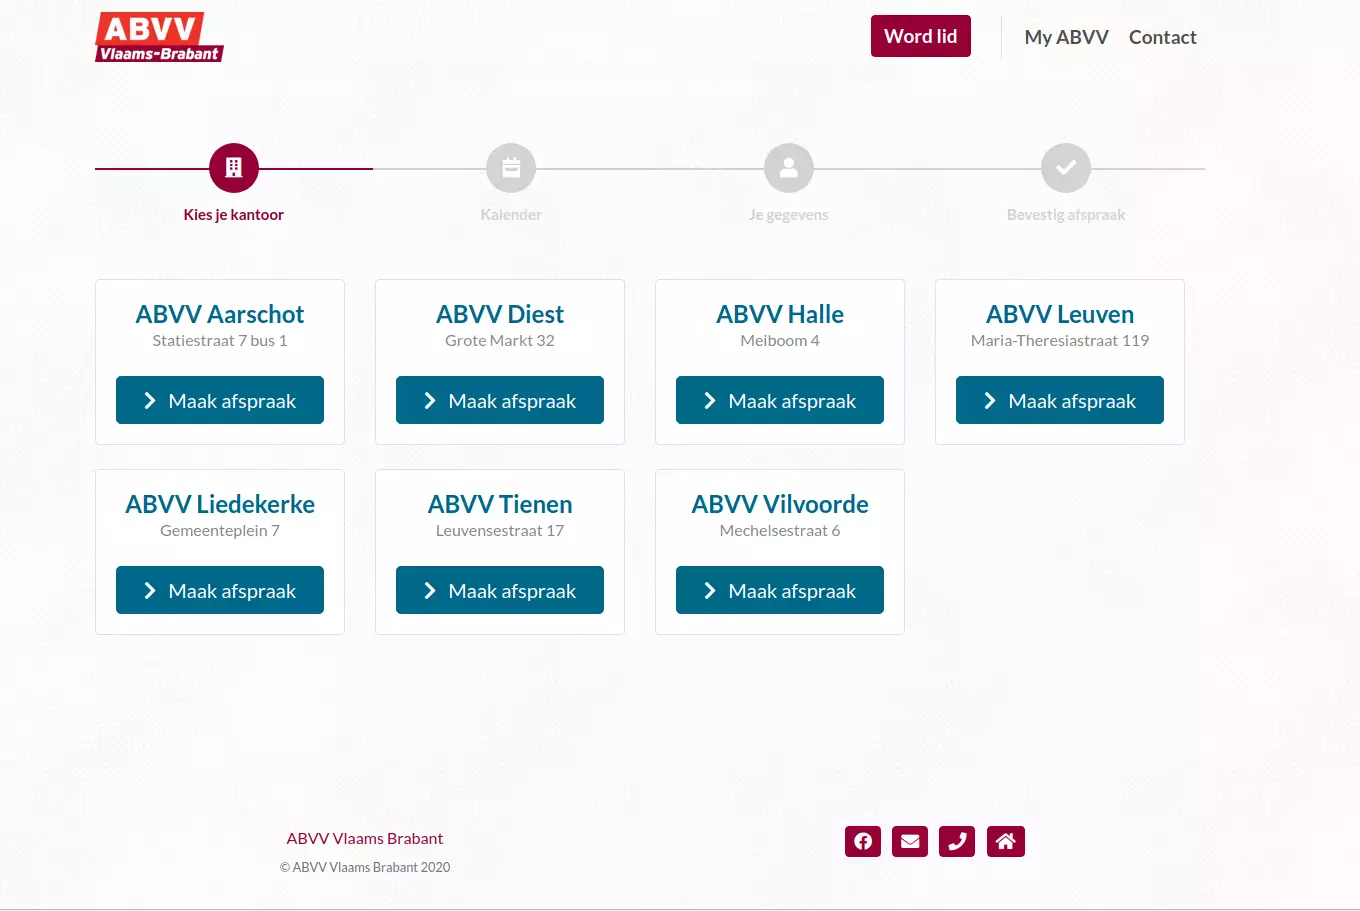 ABVV
Vlaams-Brabant
Word lid
My ABVV
Contact
Kies je kantoor
Kalender
Je gegevens
Bevestig afspraak
ABVV Aarschot
Statiestraat 7 bus 1
Maak afspraak
ABVV Diest
Grote Markt 32
Maak afspraak
ABVV Halle
Meiboom 4
Maak afspraak
ABVV Leuven
Maria-Theresiastraat 119
Maak afspraak
ABVV Liedekerke
Gemeenteplein 7
Maak afspraak
ABVV Tienen
Leuvensestraat 17
Maak afspraak
ABVV Vilvoorde
Mechelsestraat 6
Maak afspraak
ABVV Vlaams Brabant
© ABVV Vlaams Brabant 2020